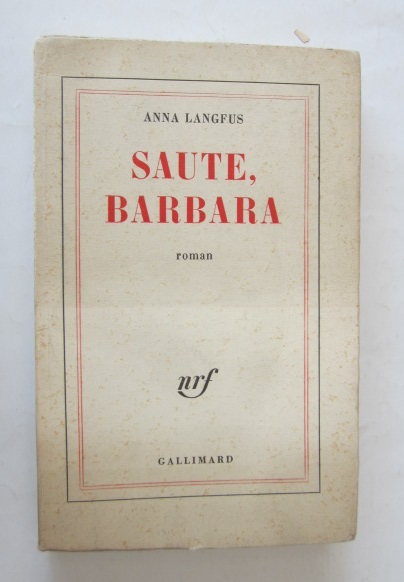 ANNA LANGFUS
SAUTE,
BARBARA
roman
nrf
GALLIMARD